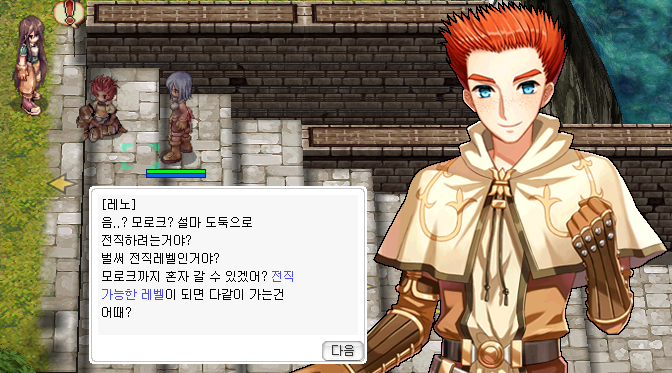 [레노]
음..? 모로크? 설마 도둑으로
전직하려는거야?
벌써 전직레벨인거야?
모로크까지 혼자 갈 수 있겠어? 전직
가능한 레벨이 되면 다같이 가는건
어때?
다음